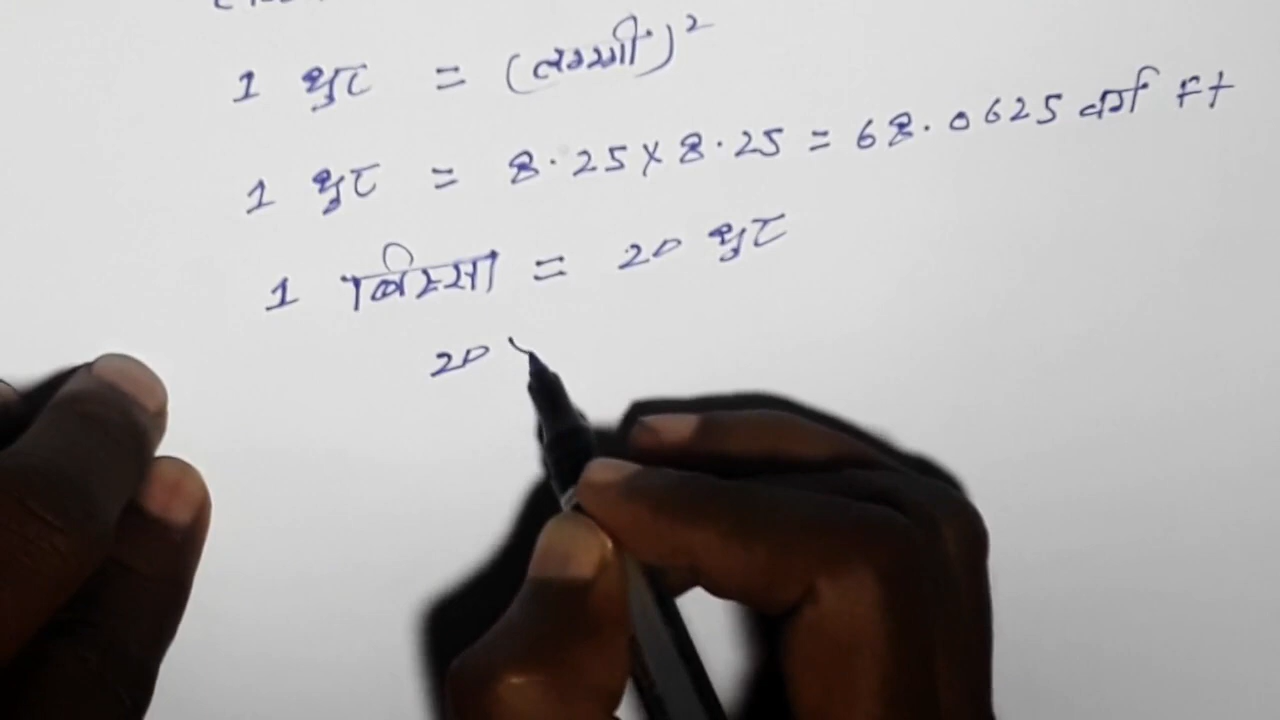 1 धुर = (लग्गी)²
1 धुर = 8.25 x 8.25 = 68.0625 वर्ग Ft
1 बिस्सा = 20 धुर
20